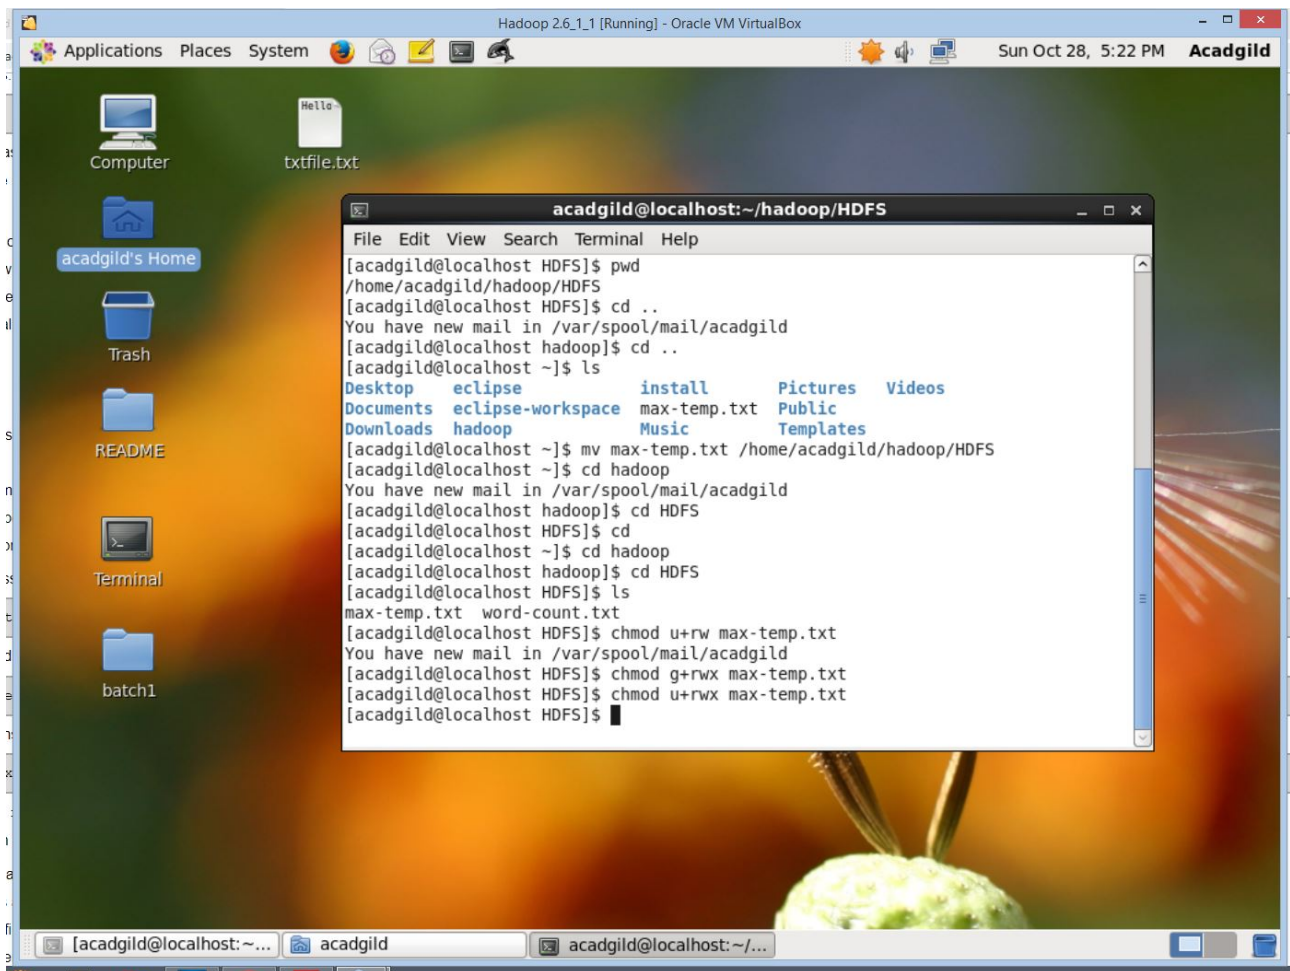 Hadoop 2.6_1_1 [Running] - Oracle VM VirtualBox
Applications Places System
Sun Oct 28, 5:22 PM Acadgild
Computer
Hello
txtfile.txt
acadgild's Home
Trash
README
Terminal
batch1
acadgild@localhost:~/hadoop/HDFS
File Edit View Search Terminal Help
[acadgild@localhost HDFS]$ pwd
/home/acadgild/hadoop/HDFS
[acadgild@localhost HDFS]$ cd ..
You have new mail in /var/spool/mail/acadgild
[acadgild@localhost hadoop]$ cd ..
[acadgild@localhost ~]$ ls
Desktop eclipse install Pictures Videos
Documents eclipse-workspace max-temp.txt Public
Downloads hadoop Music Templates
[acadgild@localhost ~]$ mv max-temp.txt /home/acadgild/hadoop/HDFS
[acadgild@localhost ~]$ cd hadoop
You have new mail in /var/spool/mail/acadgild
[acadgild@localhost hadoop]$ cd HDFS
[acadgild@localhost HDFS]$ cd
[acadgild@localhost ~]$ cd hadoop
[acadgild@localhost hadoop]$ cd HDFS
[acadgild@localhost HDFS]$ ls
max-temp.txt word-count.txt
[acadgild@localhost HDFS]$ chmod u+rw max-temp.txt
You have new mail in /var/spool/mail/acadgild
[acadgild@localhost HDFS]$ chmod g+rwx max-temp.txt
[acadgild@localhost HDFS]$ chmod u+rwx max-temp.txt
[acadgild@localhost HDFS]$
[acadgild@localhost:~...
acadgild
acadgild@localhost:~/...